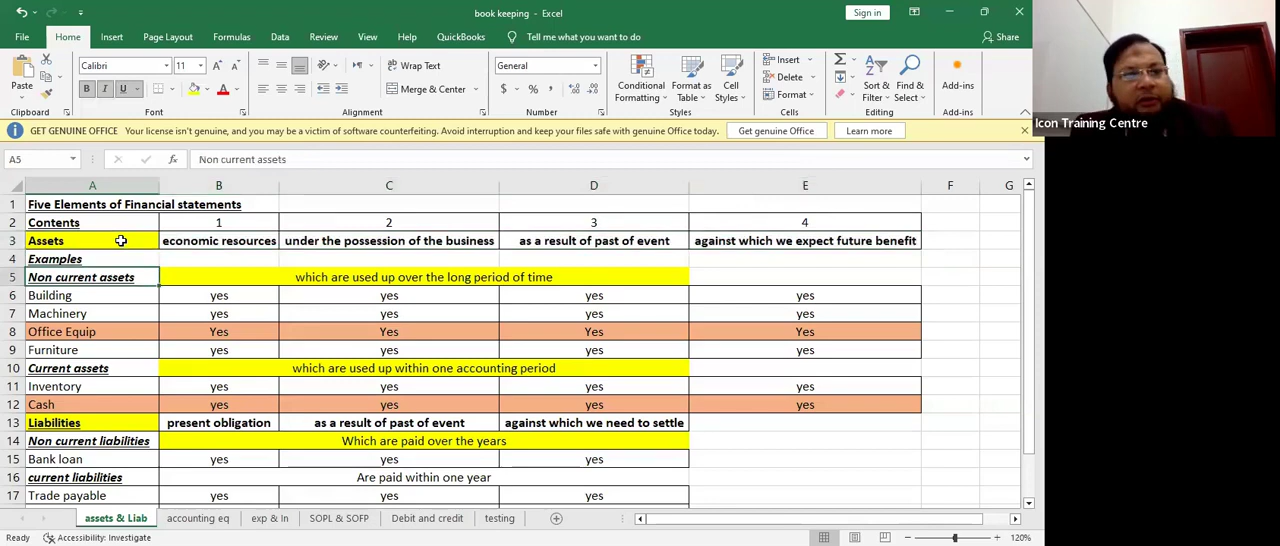 book keeping - Excel
Sign in
File Home Insert Page Layout Formulas Data Review View Help QuickBooks Tell me what you want to do Share
Paste
Calibri 11
B I U
Wrap Text
Merge & Center
General
$ %
Conditional Formatting
Format as Table
Cell Styles
Insert
Delete
Format
Sort & Filter
Find & Select
Add-ins
Clipboard Font Alignment Number Styles Cells Editing Add-ins
GET GENUINE OFFICE Your license isn't genuine, and you may be a victim of software counterfeiting. Avoid interruption and keep your files safe with genuine Office today. Get genuine Office Learn more
Icon Training Centre
A5 fx Non current assets
A B C D E F G
1 Five Elements of Financial statements
2 Contents 1 2 3 4
3 Assets economic resources under the possession of the business as a result of past of event against which we expect future benefit
4 Examples
5 Non current assets which are used up over the long period of time
6 Building yes yes yes yes
7 Machinery yes yes yes yes
8 Office Equip Yes Yes Yes Yes
9 Furniture yes yes yes yes
10 Current assets which are used up within one accounting period
11 Inventory yes yes yes yes
12 Cash yes yes yes yes
13 Liabilities present obligation as a result of past of event against which we need to settle
14 Non current liabilities Which are paid over the years
15 Bank loan yes yes yes
16 current liabilities Are paid within one year
17 Trade payable yes yes yes
assets & Liab accounting eq exp & In SOPL & SOFP Debit and credit testing
Ready Accessibility: Investigate 120%